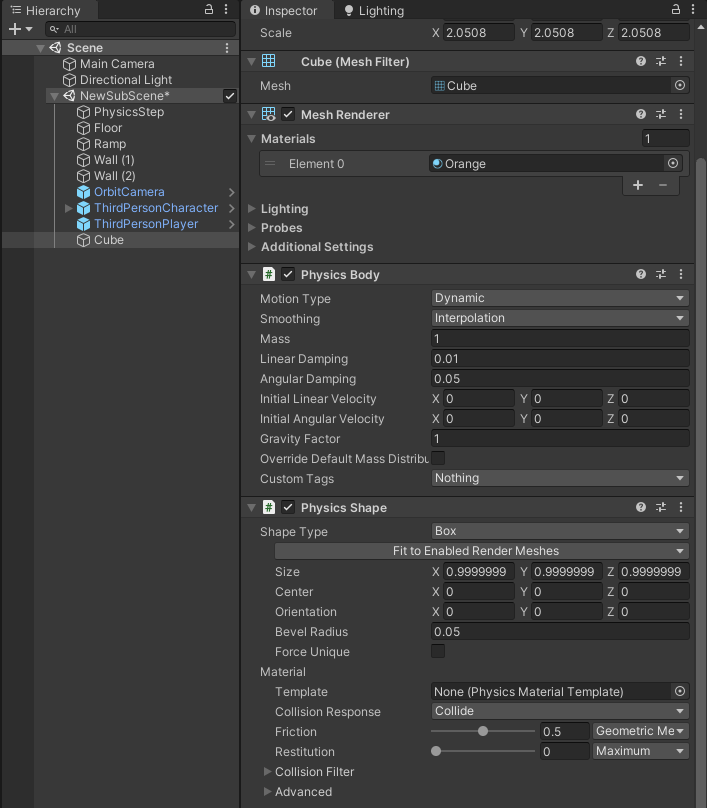 Hierarchy
All
Scene
Main Camera
Directional Light
NewSubScene*
PhysicsStep
Floor
Ramp
Wall (1)
Wall (2)
OrbitCamera
ThirdPersonCharacter
ThirdPersonPlayer
Cube
Inspector Lighting
Scale X 2.0508 Y 2.0508 Z 2.0508
Cube (Mesh Filter)
Mesh Cube
Mesh Renderer
Materials 1
Element 0 Orange
+ −
Lighting
Probes
Additional Settings
# Physics Body
Motion Type Dynamic
Smoothing Interpolation
Mass 1
Linear Damping 0.01
Angular Damping 0.05
Initial Linear Velocity X 0 Y 0 Z 0
Initial Angular Velocity X 0 Y 0 Z 0
Gravity Factor 1
Override Default Mass Distribu
Custom Tags Nothing
# Physics Shape
Shape Type Box
Fit to Enabled Render Meshes
Size X 0.9999999 Y 0.9999999 Z 0.9999999
Center X 0 Y 0 Z 0
Orientation X 0 Y 0 Z 0
Bevel Radius 0.05
Force Unique
Material
Template None (Physics Material Template)
Collision Response Collide
Friction 0.5 Geometric Me
Restitution 0 Maximum
Collision Filter
Advanced